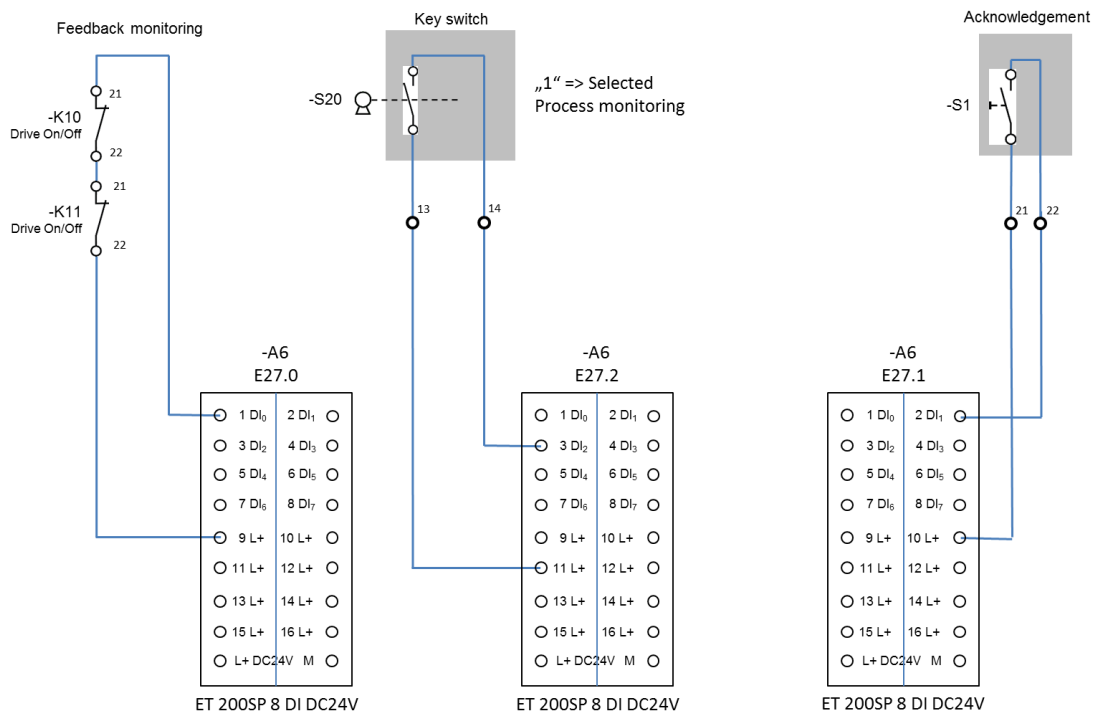 Feedback monitoring
21
-K10
Drive On/Off
22
21
-K11
Drive On/Off
22
Key switch
-S20
„1“ => Selected
Process monitoring
13
14
Acknowledgement
-S1
21
22
-A6
E27.0
1 DI₀ 2 DI₁
3 DI₂ 4 DI₃
5 DI₄ 6 DI₅
7 DI₆ 8 DI₇
9 L+ 10 L+
11 L+ 12 L+
13 L+ 14 L+
15 L+ 16 L+
L+ DC24V M
ET 200SP 8 DI DC24V
-A6
E27.2
1 DI₀ 2 DI₁
3 DI₂ 4 DI₃
5 DI₄ 6 DI₅
7 DI₆ 8 DI₇
9 L+ 10 L+
11 L+ 12 L+
13 L+ 14 L+
15 L+ 16 L+
L+ DC24V M
ET 200SP 8 DI DC24V
-A6
E27.1
1 DI₀ 2 DI₁
3 DI₂ 4 DI₃
5 DI₄ 6 DI₅
7 DI₆ 8 DI₇
9 L+ 10 L+
11 L+ 12 L+
13 L+ 14 L+
15 L+ 16 L+
L+ DC24V M
ET 200SP 8 DI DC24V